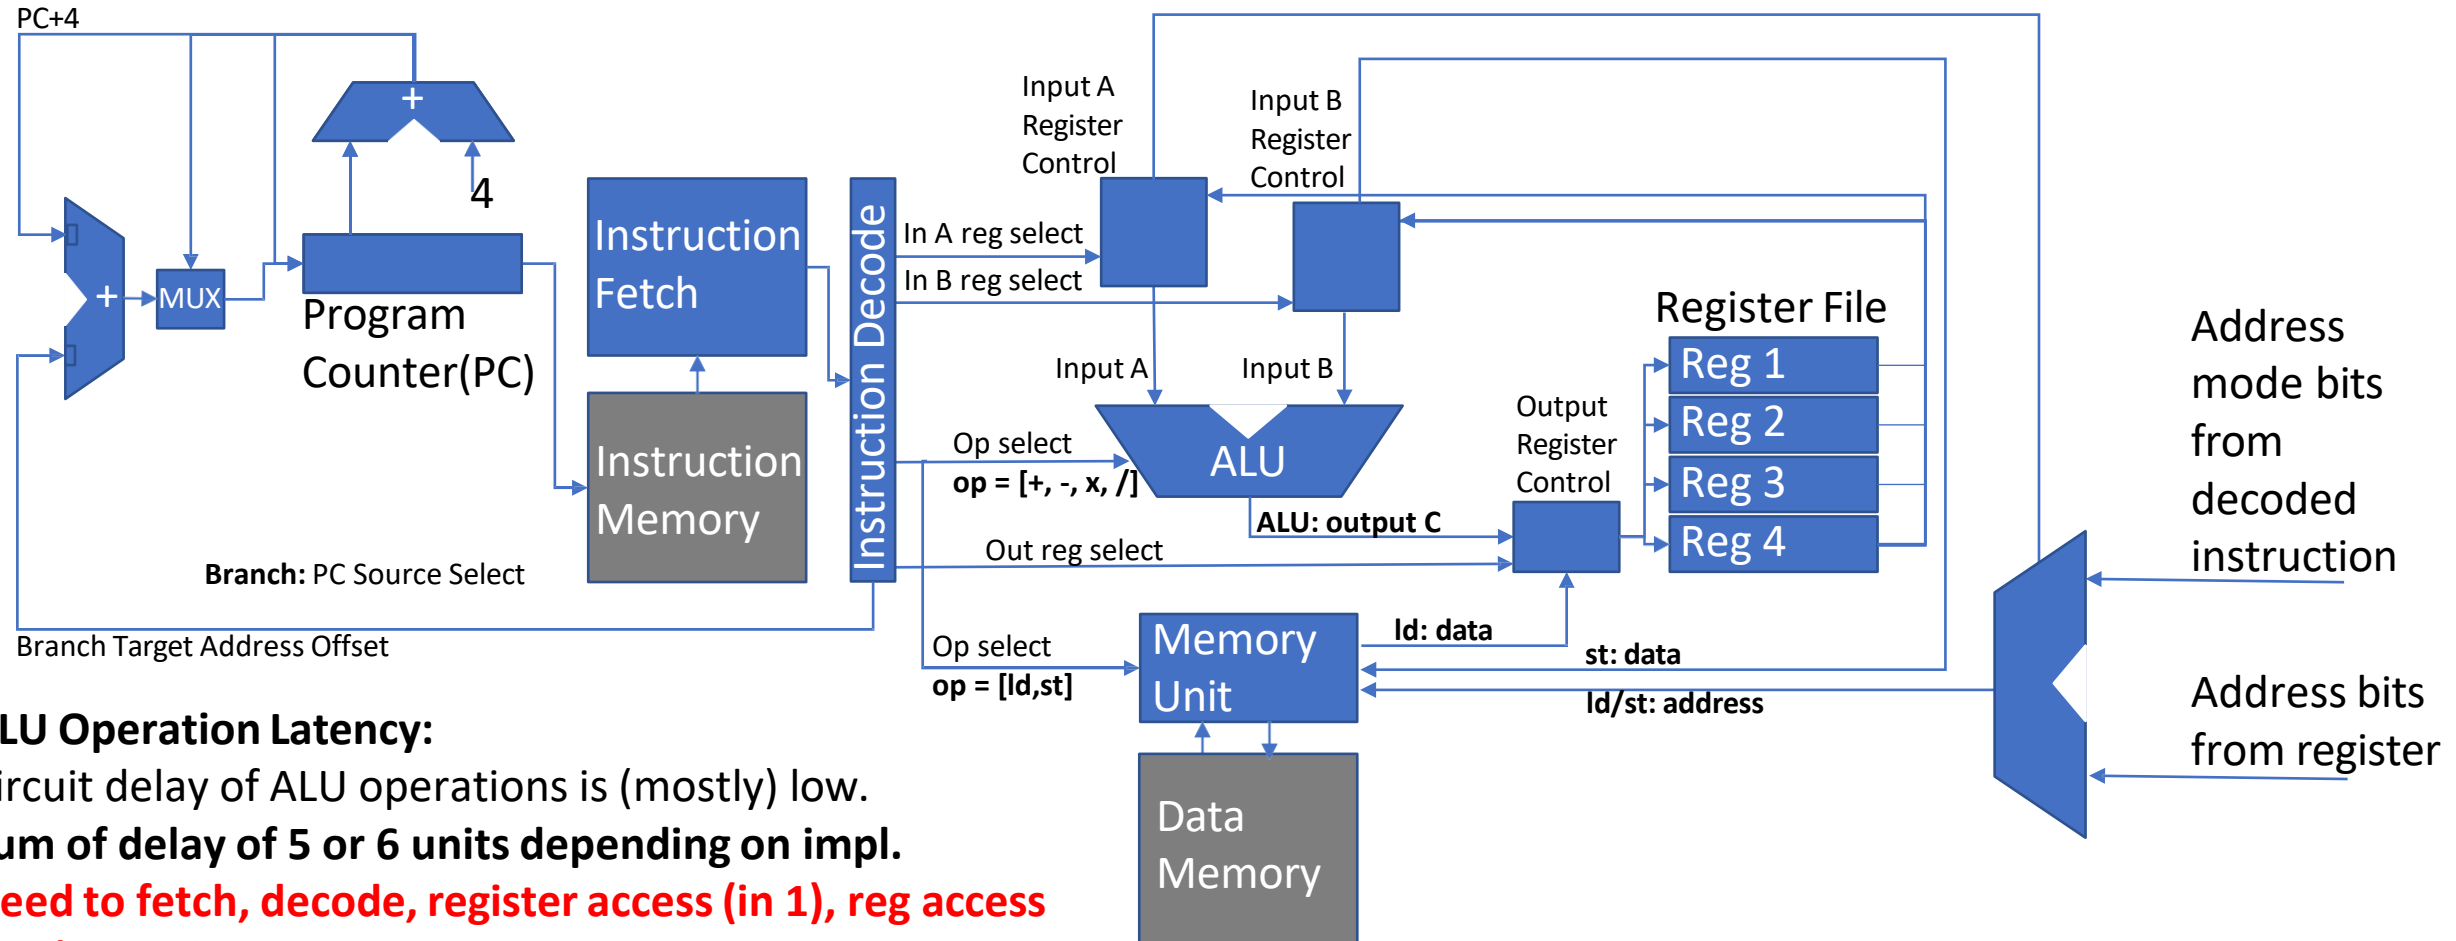 PC+4
+
4
+
MUX
Program
Counter(PC)
Branch: PC Source Select
Branch Target Address Offset
Instruction
Fetch
Instruction
Memory
Instruction Decode
Input A
Register
Control
Input B
Register
Control
In A reg select
In B reg select
Input A
Input B
Op select
op = [+, -, x, /]
ALU
ALU: output C
Out reg select
Output
Register
Control
Register File
Reg 1
Reg 2
Reg 3
Reg 4
Op select
op = [ld,st]
Memory
Unit
ld: data
st: data
ld/st: address
Data
Memory
Address
mode bits
from
decoded
instruction
Address bits
from register
LU Operation Latency:
ircuit delay of ALU operations is (mostly) low.
um of delay of 5 or 6 units depending on impl.
eed to fetch, decode, register access (in 1), reg access